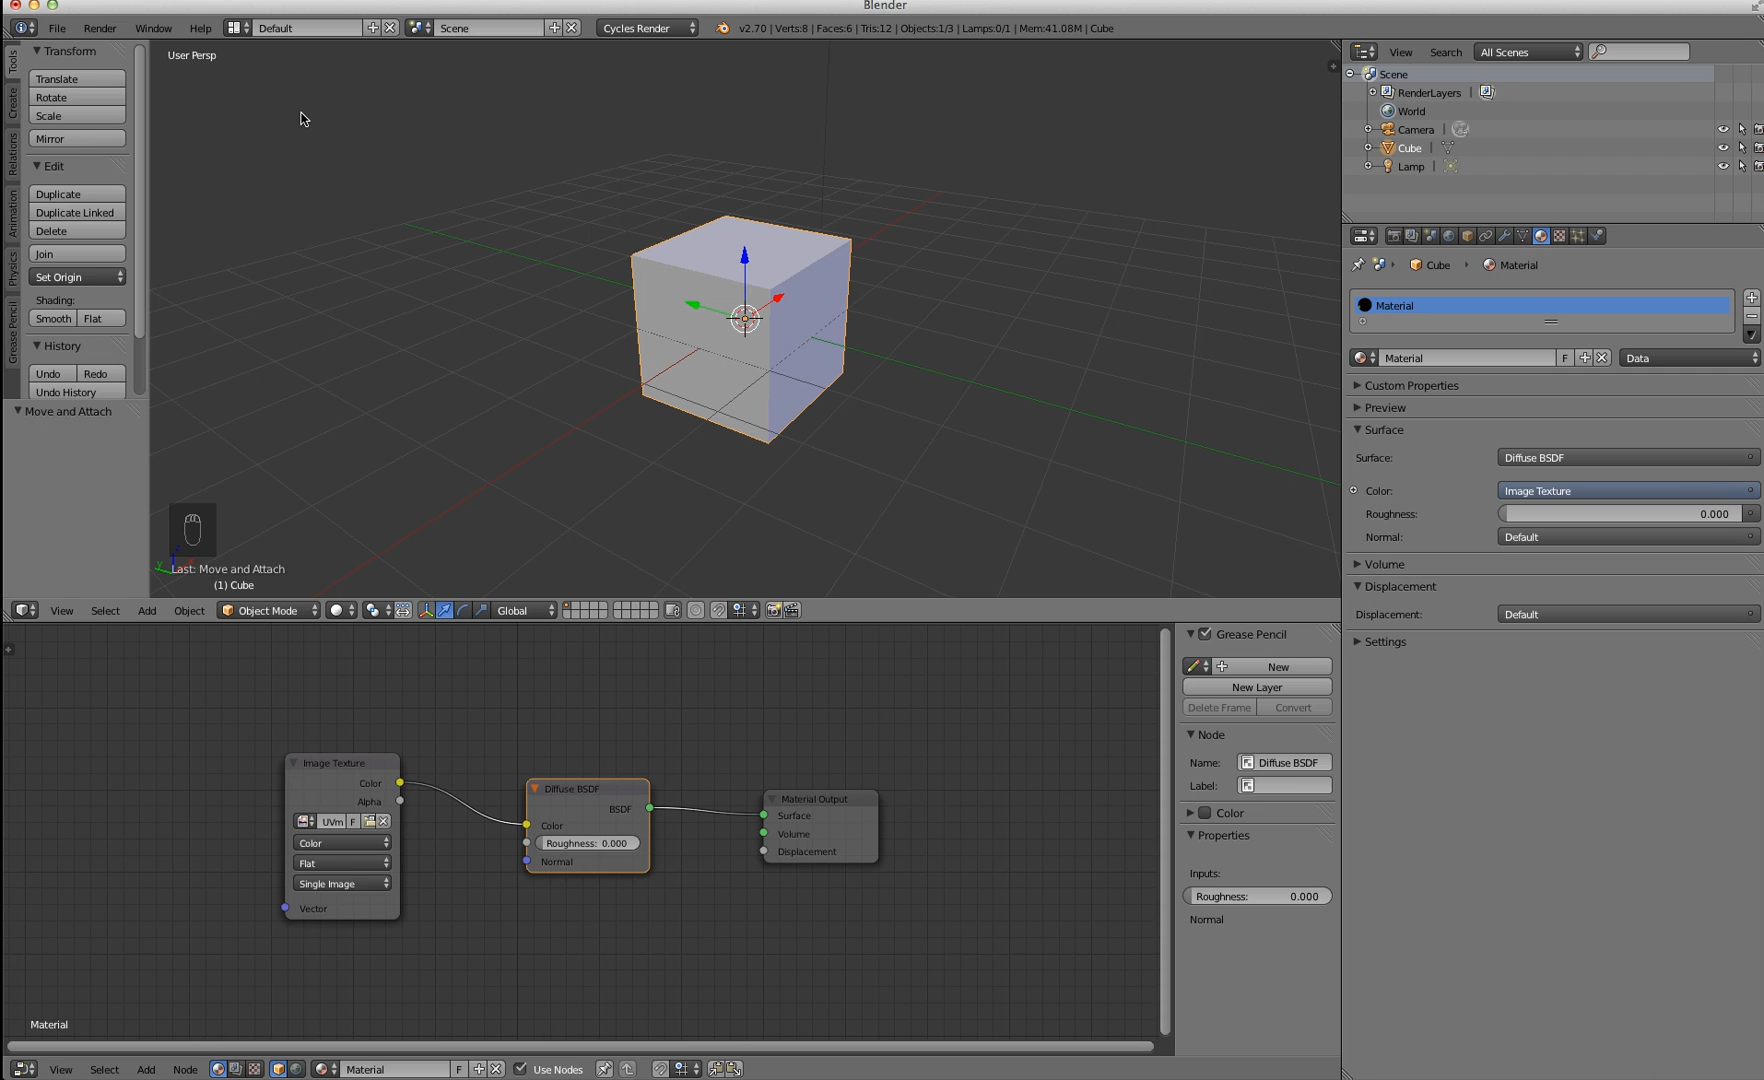 Blender
File Render Window Help Default Scene Cycles Render v2.70 | Verts:8 | Faces:6 | Tris:12 | Objects:1/3 | Lamps:0/1 | Mem:41.08M | Cube
Tools
Create
Relations
Animation
Physics
Grease Pencil
Transform
Translate
Rotate
Scale
Mirror
Edit
Duplicate
Duplicate Linked
Delete
Join
Set Origin
Shading:
Smooth Flat
History
Undo Redo
Undo History
Move and Attach
User Persp
Last: Move and Attach
(1) Cube
View Select Add Object Object Mode Global
Image Texture
Color
Alpha
UVm F
Color
Flat
Single Image
Vector
Diffuse BSDF
BSDF
Color
Roughness: 0.000
Normal
Material Output
Surface
Volume
Displacement
Material
View Select Add Node Material F Use Nodes
Grease Pencil
New
New Layer
Delete Frame Convert
Node
Name: Diffuse BSDF
Label:
Color
Properties
Inputs:
Roughness: 0.000
Normal
View Search All Scenes
Scene
RenderLayers |
World
Camera |
Cube |
Lamp |
Cube Material
Material
Material F Data
Custom Properties
Preview
Surface
Surface: Diffuse BSDF
Color: Image Texture
Roughness: 0.000
Normal: Default
Volume
Displacement
Displacement: Default
Settings